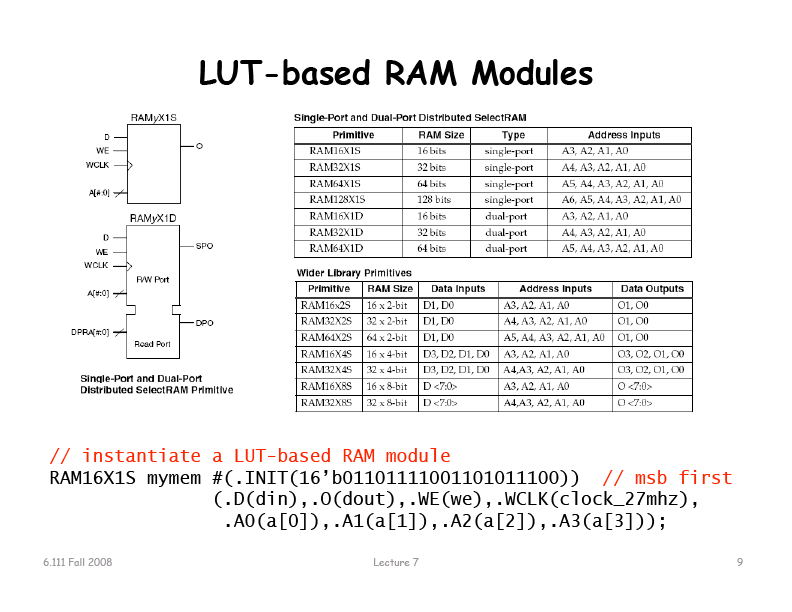 LUT-based RAM Modules
RAMyX1S
D
WE
WCLK
A[#:0]
O
RAMyX1D
D
WE
WCLK
A[#:0]
DPRA[#:0]
R/W Port
Read Port
SPO
DPO
Single-Port and Dual-Port
Distributed SelectRAM Primitive
Single-Port and Dual-Port Distributed SelectRAM
Primitive RAM Size Type Address Inputs
RAM16X1S 16 bits single-port A3, A2, A1, A0
RAM32X1S 32 bits single-port A4, A3, A2, A1, A0
RAM64X1S 64 bits single-port A5, A4, A3, A2, A1, A0
RAM128X1S 128 bits single-port A6, A5, A4, A3, A2, A1, A0
RAM16X1D 16 bits dual-port A3, A2, A1, A0
RAM32X1D 32 bits dual-port A4, A3, A2, A1, A0
RAM64X1D 64 bits dual-port A5, A4, A3, A2, A1, A0
Wider Library Primitives
Primitive RAM Size Data Inputs Address Inputs Data Outputs
RAM16x2S 16 x 2-bit D1, D0 A3, A2, A1, A0 O1, O0
RAM32X2S 32 x 2-bit D1, D0 A4, A3, A2, A1, A0 O1, O0
RAM64X2S 64 x 2-bit D1, D0 A5, A4, A3, A2, A1, A0 O1, O0
RAM16X4S 16 x 4-bit D3, D2, D1, D0 A3, A2, A1, A0 O3, O2, O1, O0
RAM32X4S 32 x 4-bit D3, D2, D1, D0 A4,A3, A2, A1, A0 O3, O2, O1, O0
RAM16X8S 16 x 8-bit D <7:0> A3, A2, A1, A0 O <7:0>
RAM32X8S 32 x 8-bit D <7:0> A4,A3, A2, A1, A0 O <7:0>
// instantiate a LUT-based RAM module
RAM16X1S mymem #(.INIT(16’b01101111001101011100)) // msb first
(.D(din),.O(dout),.WE(we),.WCLK(clock_27mhz),
.A0(a[0]),.A1(a[1]),.A2(a[2]),.A3(a[3]));
6.111 Fall 2008
Lecture 7
9